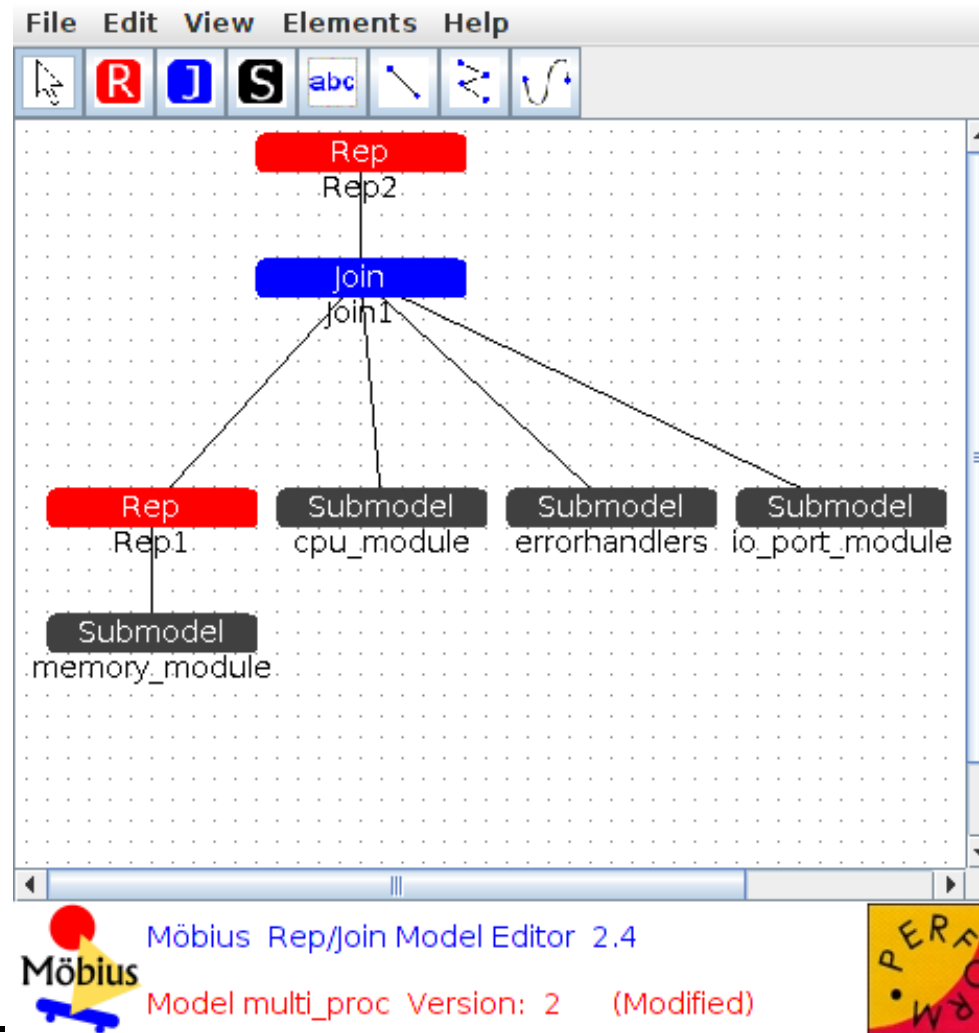 File Edit View Elements Help
R J S abc
Rep
Rep2
Join
Join1
Rep Submodel Submodel Submodel
Rep1 cpu_module errorhandlers io_port_module
Submodel
memory_module
Möbius Rep/Join Model Editor 2.4
Möbius
Model multi_proc Version: 2 (Modified)
PERFO